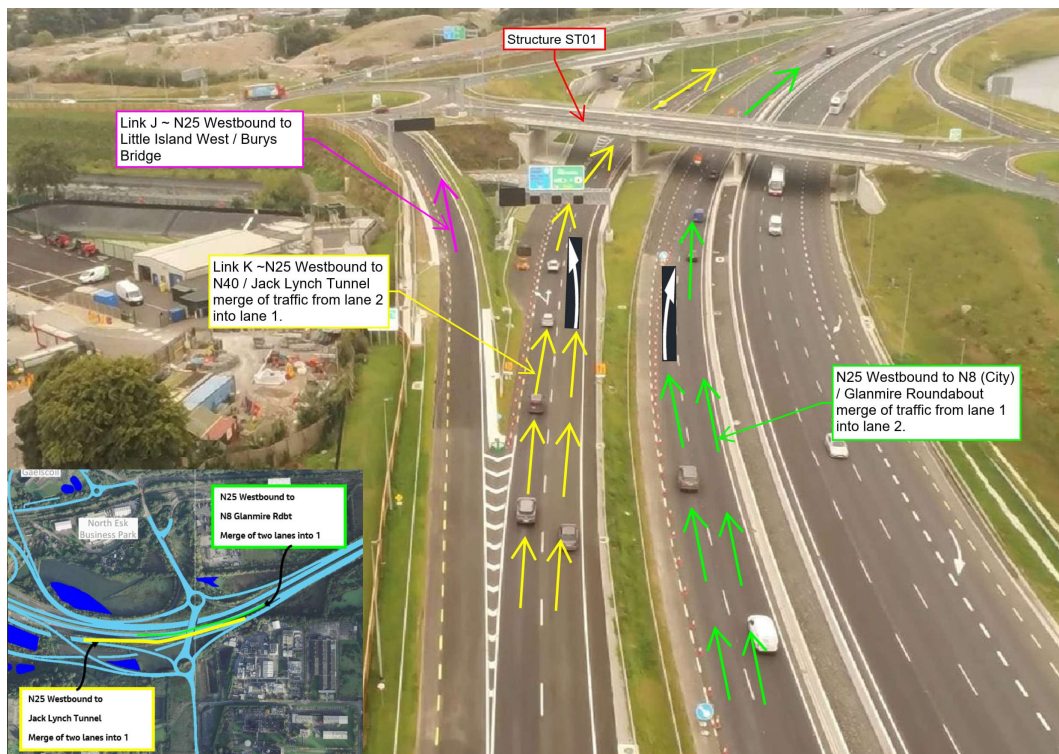 Structure ST01
Link J ~ N25 Westbound to
Little Island West / Burys
Bridge
Link K ~N25 Westbound to
N40 / Jack Lynch Tunnel
merge of traffic from lane 2
into lane 1.
N25 Westbound to N8 (City)
/ Glanmire Roundabout
merge of traffic from lane 1
into lane 2.
Gaelscoil
North Esk
Business Park
N25 Westbound to
N8 Glanmire Rdbt
Merge of two lanes into 1
N25 Westbound to
Jack Lynch Tunnel
Merge of two lanes into 1